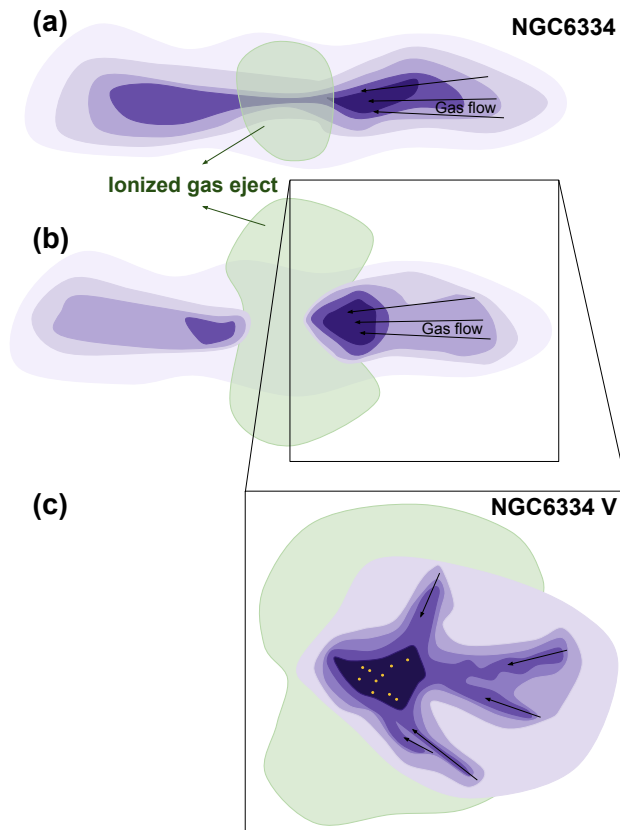 (a)
NGC6334
Gas flow
Ionized gas eject
(b)
Gas flow
(c)
NGC6334 V